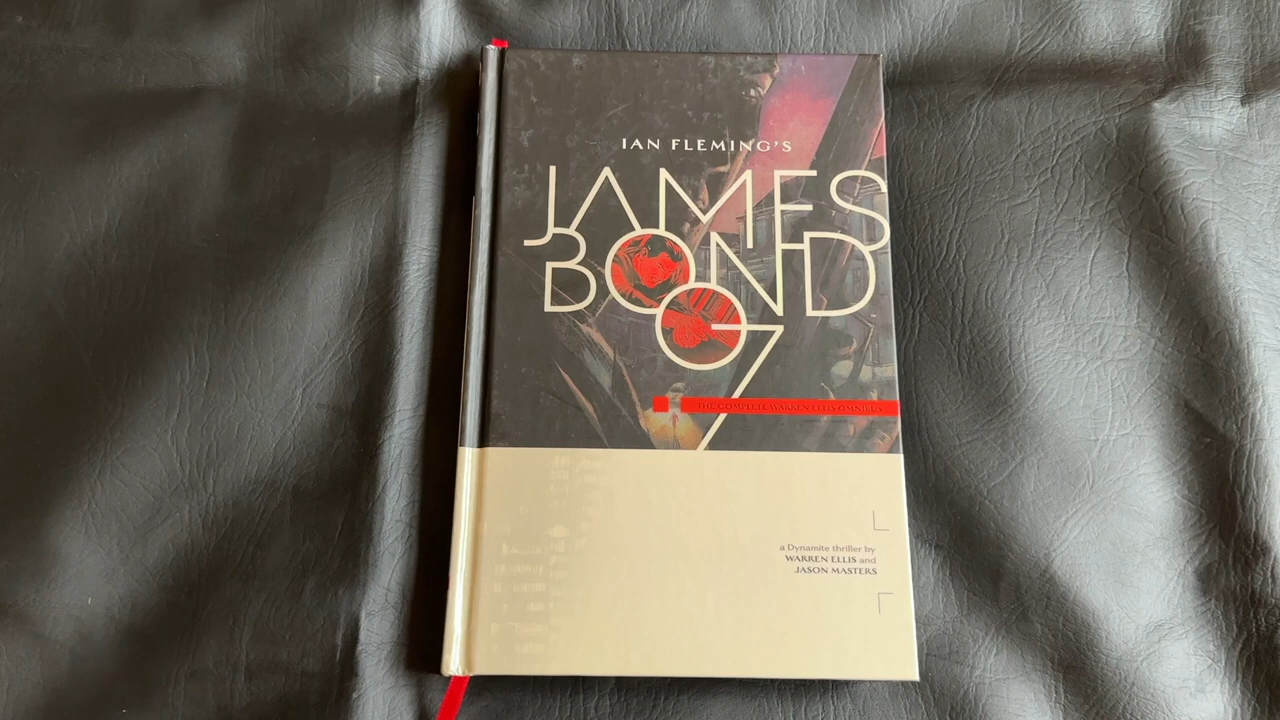 IAN FLEMING'S
JAMES
BOND
007
THE COMPLETE WARREN ELLIS OMNIBUS
a Dynamite thriller by
WARREN ELLIS and
JASON MASTERS